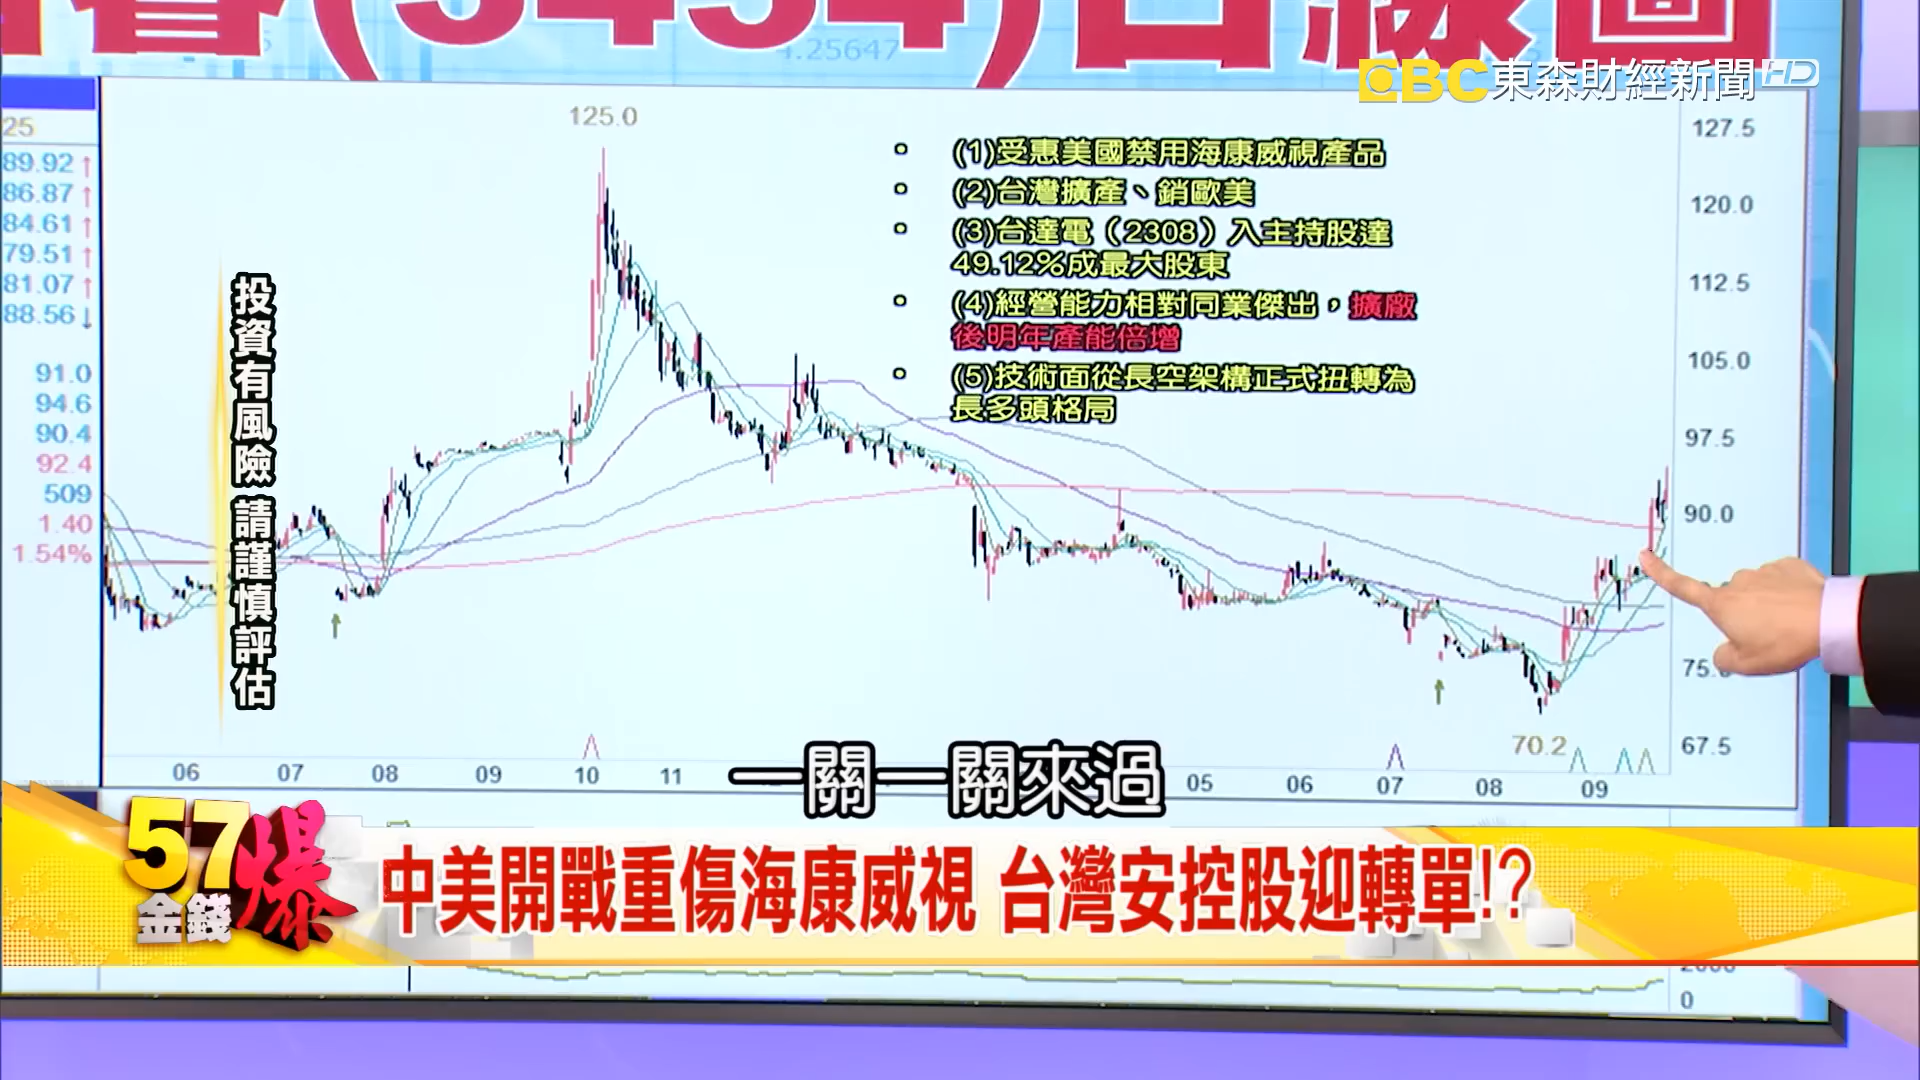 (5454)日線圖
4.25647
EBC東森財經新聞HD
25
89.92↑
86.87↑
84.61↑
79.51↑
81.07↑
88.56↓
91.0
94.6
90.4
92.4
509
1.40
1.54%
投資有風險 請謹慎評估
125.0
• (1)受惠美國禁用海康威視產品
• (2)台灣擴產、銷歐美
• (3)台達電（2308）入主持股達
49.12%成最大股東
• (4)經營能力相對同業傑出，擴廠
後明年產能倍增
• (5)技術面從長空架構正式扭轉為
長多頭格局
127.5
120.0
112.5
105.0
97.5
90.0
75.0
67.5
70.2
06 07 08 09 10 11 05 06 07 08 09
一關一關來過
57金錢爆
中美開戰重傷海康威視 台灣安控股迎轉單!?
0